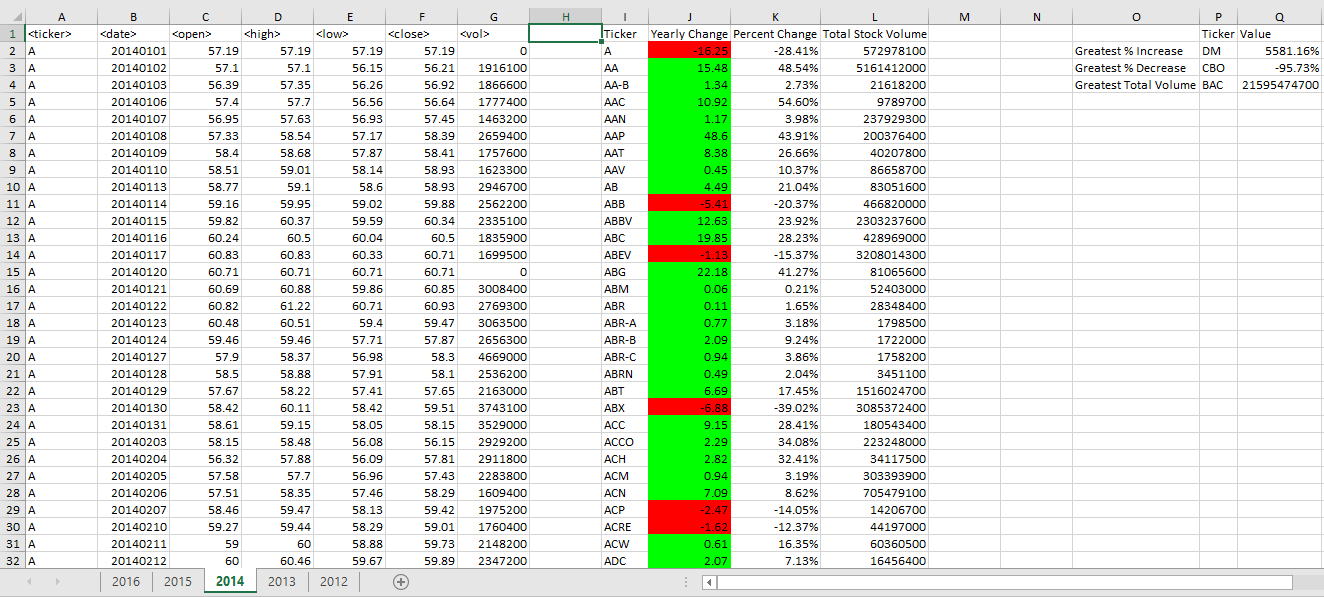 A B C D E F G H I J K L M N O P Q
1 <ticker> <date> <open> <high> <low> <close> <vol> Ticker Yearly Change Percent Change Total Stock Volume Ticker Value
2 A 20140101 57.19 57.19 57.19 57.19 0 A -16.25 -28.41% 572978100 Greatest % Increase DM 5581.16%
3 A 20140102 57.1 57.1 56.15 56.21 1916100 AA 15.48 48.54% 5161412000 Greatest % Decrease CBO -95.73%
4 A 20140103 56.39 57.35 56.26 56.92 1866600 AA-B 1.34 2.73% 21618200 Greatest Total Volume BAC 21595474700
5 A 20140106 57.4 57.7 56.56 56.64 1777400 AAC 10.92 54.60% 9789700
6 A 20140107 56.95 57.63 56.93 57.45 1463200 AAN 1.17 3.98% 237929300
7 A 20140108 57.33 58.54 57.17 58.39 2659400 AAP 48.6 43.91% 200376400
8 A 20140109 58.4 58.68 57.87 58.41 1757600 AAT 8.38 26.66% 40207800
9 A 20140110 58.51 59.01 58.14 58.93 1623300 AAV 0.45 10.37% 86658700
10 A 20140113 58.77 59.1 58.6 58.93 2946700 AB 4.49 21.04% 83051600
11 A 20140114 59.16 59.95 59.02 59.88 2562200 ABB -5.41 -20.37% 466820000
12 A 20140115 59.82 60.37 59.59 60.34 2335100 ABBV 12.63 23.92% 2303237600
13 A 20140116 60.24 60.5 60.04 60.5 1835900 ABC 19.85 28.23% 428969000
14 A 20140117 60.83 60.83 60.33 60.71 1699500 ABEV -1.13 -15.37% 3208014300
15 A 20140120 60.71 60.71 60.71 60.71 0 ABG 22.18 41.27% 81065600
16 A 20140121 60.69 60.88 59.86 60.85 3008400 ABM 0.06 0.21% 52403000
17 A 20140122 60.82 61.22 60.71 60.93 2769300 ABR 0.11 1.65% 28348400
18 A 20140123 60.48 60.51 59.4 59.47 3063500 ABR-A 0.77 3.18% 1798500
19 A 20140124 59.46 59.46 57.71 57.87 2656300 ABR-B 2.09 9.24% 1722000
20 A 20140127 57.9 58.37 56.98 58.3 4669000 ABR-C 0.94 3.86% 1758200
21 A 20140128 58.5 58.88 57.91 58.1 2536200 ABRN 0.49 2.04% 3451100
22 A 20140129 57.67 58.22 57.41 57.65 2163000 ABT 6.69 17.45% 1516024700
23 A 20140130 58.42 60.11 58.42 59.51 3743100 ABX -6.88 -39.02% 3085372400
24 A 20140131 58.61 59.15 58.05 58.15 3529000 ACC 9.15 28.41% 180543400
25 A 20140203 58.15 58.48 56.08 56.15 2929200 ACCO 2.29 34.08% 223248000
26 A 20140204 56.32 57.88 56.09 57.81 2911800 ACH 2.82 32.41% 34117500
27 A 20140205 57.58 57.7 56.96 57.43 2283800 ACM 0.94 3.19% 303393900
28 A 20140206 57.51 58.35 57.46 58.29 1609400 ACN 7.09 8.62% 705479100
29 A 20140207 58.46 59.47 58.13 59.42 1975200 ACP -2.47 -14.05% 14206700
30 A 20140210 59.27 59.44 58.29 59.01 1760400 ACRE -1.62 -12.37% 44197000
31 A 20140211 59 60 58.88 59.73 2148200 ACW 0.61 16.35% 60360500
32 A 20140212 60 60.46 59.67 59.89 2347200 ADC 2.07 7.13% 16456400
2016 2015 2014 2013 2012